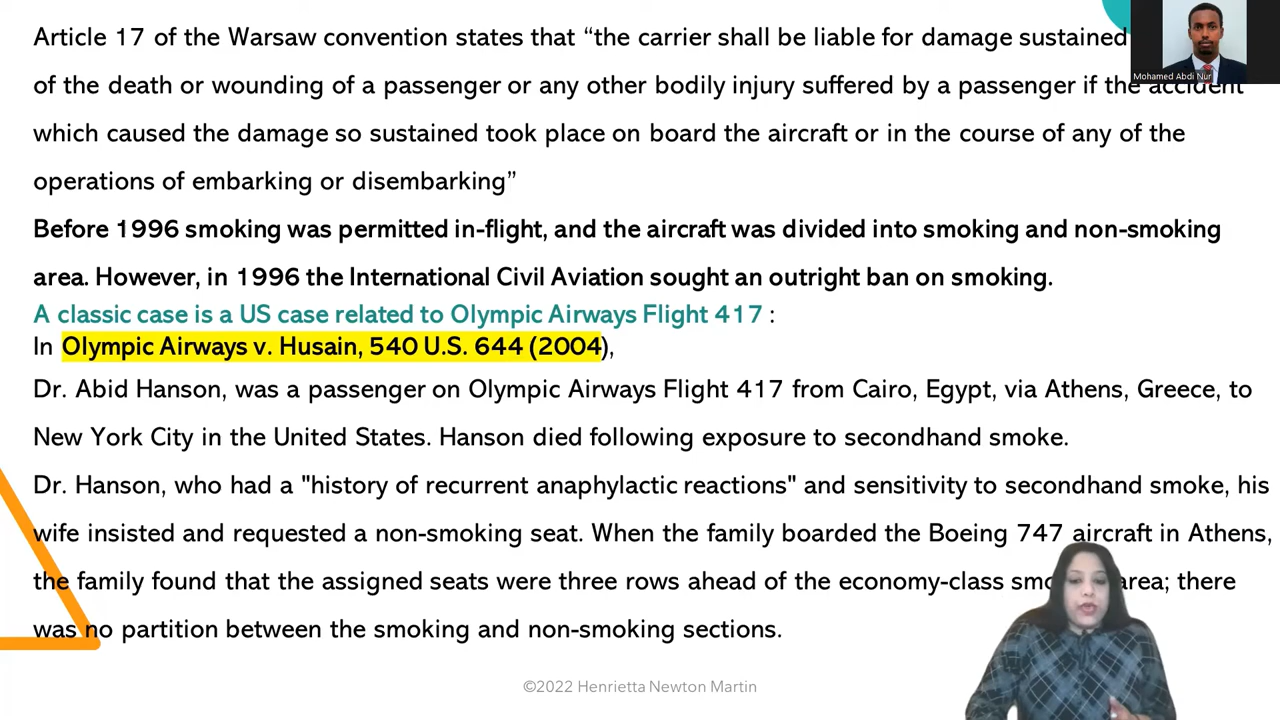 Article 17 of the Warsaw convention states that “the carrier shall be liable for damage sustained
Mohamed Abdi Nur
of the death or wounding of a passenger or any other bodily injury suffered by a passenger if the accident
which caused the damage so sustained took place on board the aircraft or in the course of any of the
operations of embarking or disembarking”
Before 1996 smoking was permitted in-flight, and the aircraft was divided into smoking and non-smoking
area. However, in 1996 the International Civil Aviation sought an outright ban on smoking.
A classic case is a US case related to Olympic Airways Flight 417 :
In Olympic Airways v. Husain, 540 U.S. 644 (2004),
Dr. Abid Hanson, was a passenger on Olympic Airways Flight 417 from Cairo, Egypt, via Athens, Greece, to
New York City in the United States. Hanson died following exposure to secondhand smoke.
Dr. Hanson, who had a "history of recurrent anaphylactic reactions" and sensitivity to secondhand smoke, his
wife insisted and requested a non-smoking seat. When the family boarded the Boeing 747 aircraft in Athens,
the family found that the assigned seats were three rows ahead of the economy-class area; there
was no partition between the smoking and non-smoking sections.
©2022 Henrietta Newton Martin